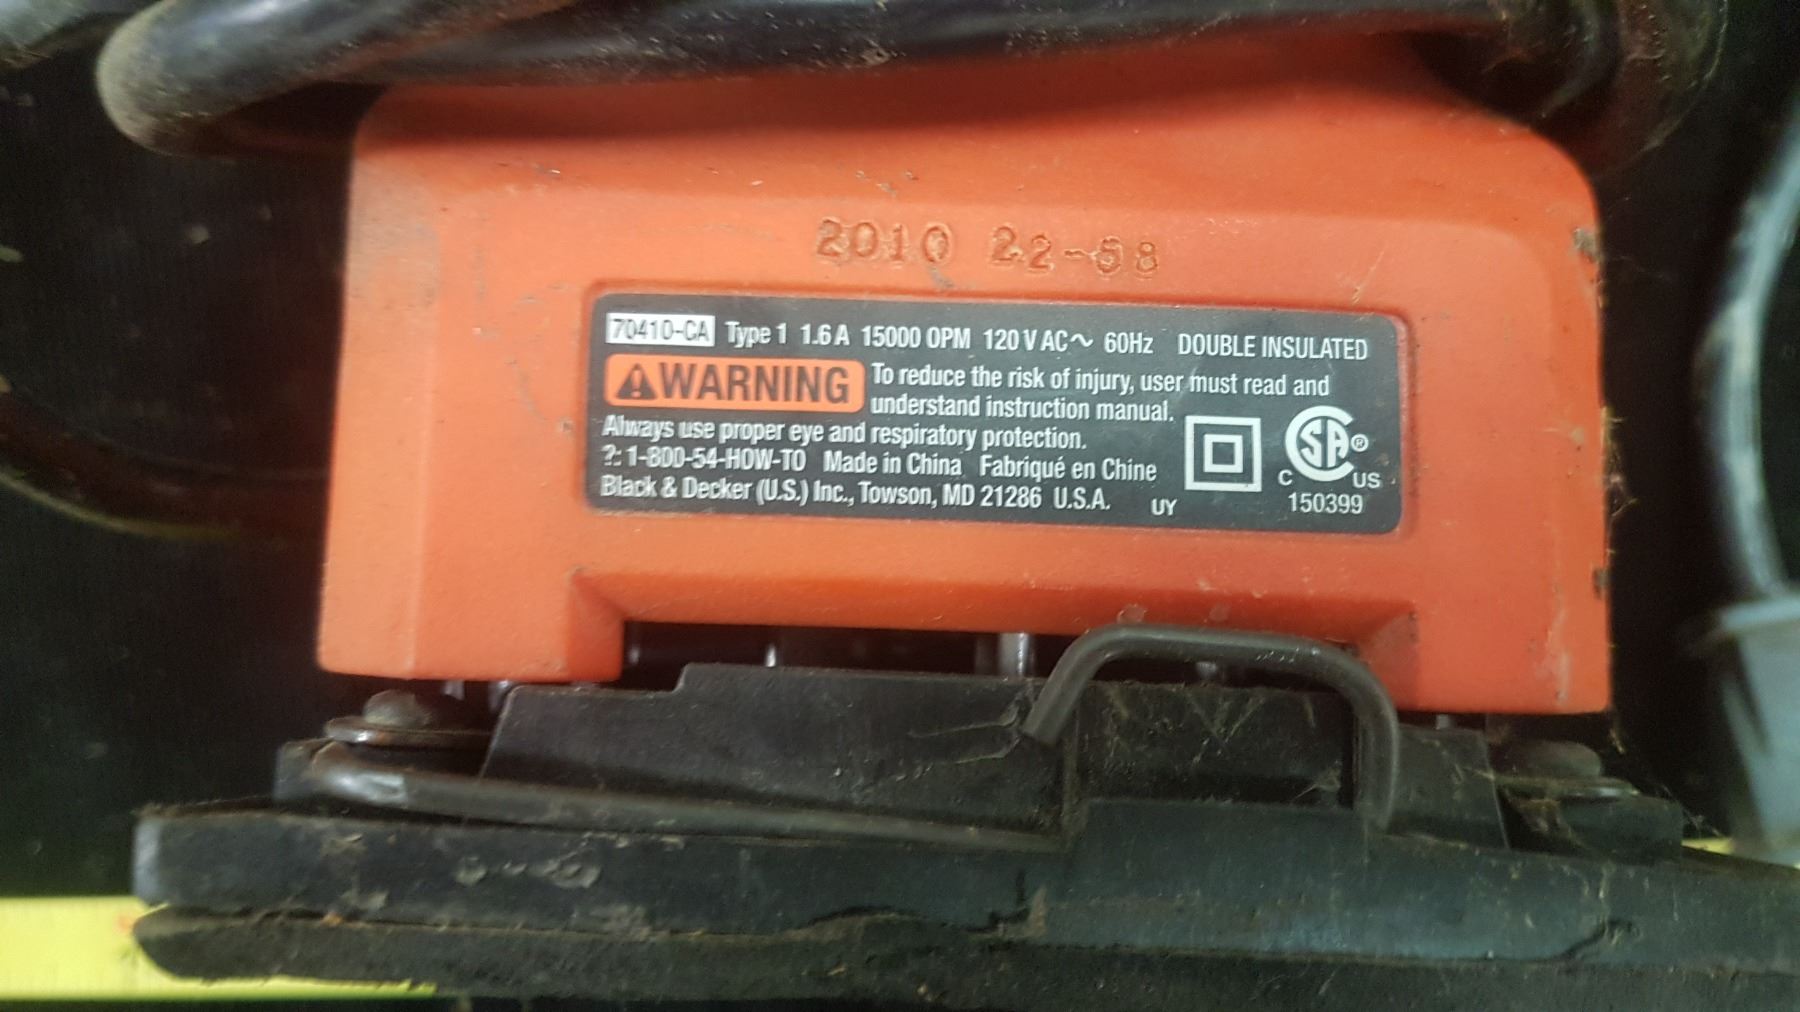 2010 22-58
70410-CA Type 1 1.6 A 15000 OPM 120 V AC~ 60Hz DOUBLE INSULATED
WARNING To reduce the risk of injury, user must read and
understand instruction manual.
Always use proper eye and respiratory protection.
?: 1-800-54-HOW-TO Made in China Fabriqué en Chine
Black & Decker (U.S.) Inc., Towson, MD 21286 U.S.A. UY
C SA ® US
150399